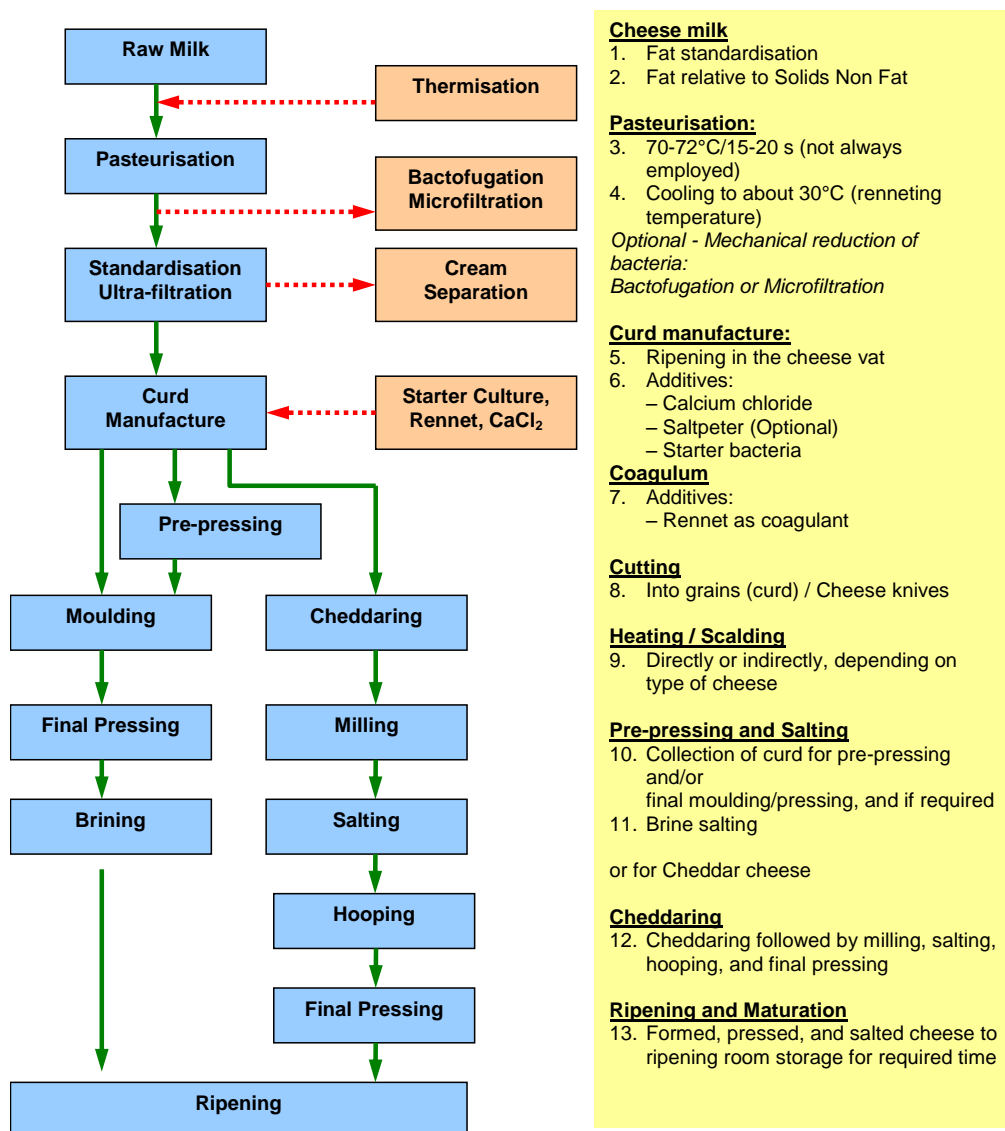 Raw Milk
Thermisation
Pasteurisation
Bactofugation
Microfiltration
Standardisation
Ultra-filtration
Cream
Separation
Curd
Manufacture
Starter Culture,
Rennet, CaCl₂
Pre-pressing
Moulding
Cheddaring
Final Pressing
Milling
Brining
Salting
Hooping
Final Pressing
Ripening
Cheese milk
1. Fat standardisation
2. Fat relative to Solids Non Fat
Pasteurisation:
3. 70-72°C/15-20 s (not always
employed)
4. Cooling to about 30°C (renneting
temperature)
Optional - Mechanical reduction of
bacteria:
Bactofugation or Microfiltration
Curd manufacture:
5. Ripening in the cheese vat
6. Additives:
– Calcium chloride
– Saltpeter (Optional)
– Starter bacteria
Coagulum
7. Additives:
– Rennet as coagulant
Cutting
8. Into grains (curd) / Cheese knives
Heating / Scalding
9. Directly or indirectly, depending on
type of cheese
Pre-pressing and Salting
10. Collection of curd for pre-pressing
and/or
final moulding/pressing, and if required
11. Brine salting
or for Cheddar cheese
Cheddaring
12. Cheddaring followed by milling, salting,
hooping, and final pressing
Ripening and Maturation
13. Formed, pressed, and salted cheese to
ripening room storage for required time